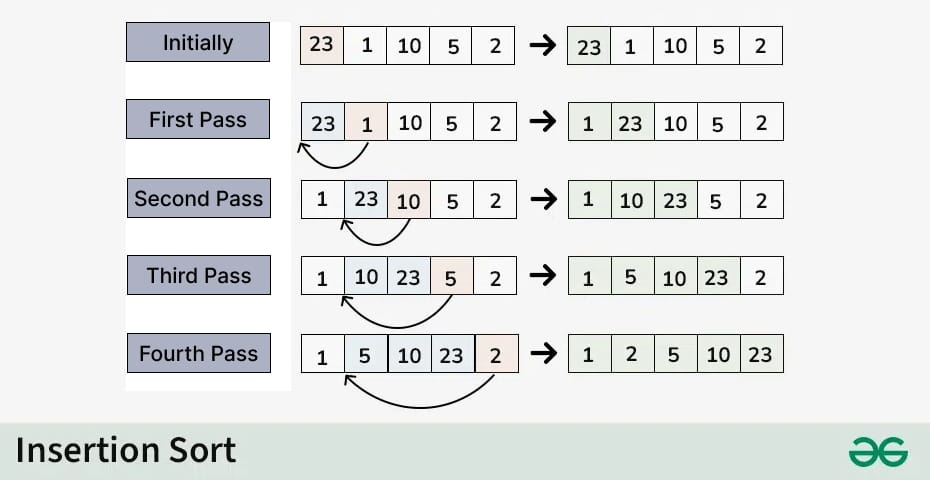 Initially 23 1 10 5 2 → 23 1 10 5 2
First Pass 23 1 10 5 2 → 1 23 10 5 2
Second Pass 1 23 10 5 2 → 1 10 23 5 2
Third Pass 1 10 23 5 2 → 1 5 10 23 2
Fourth Pass 1 5 10 23 2 → 1 2 5 10 23
Insertion Sort